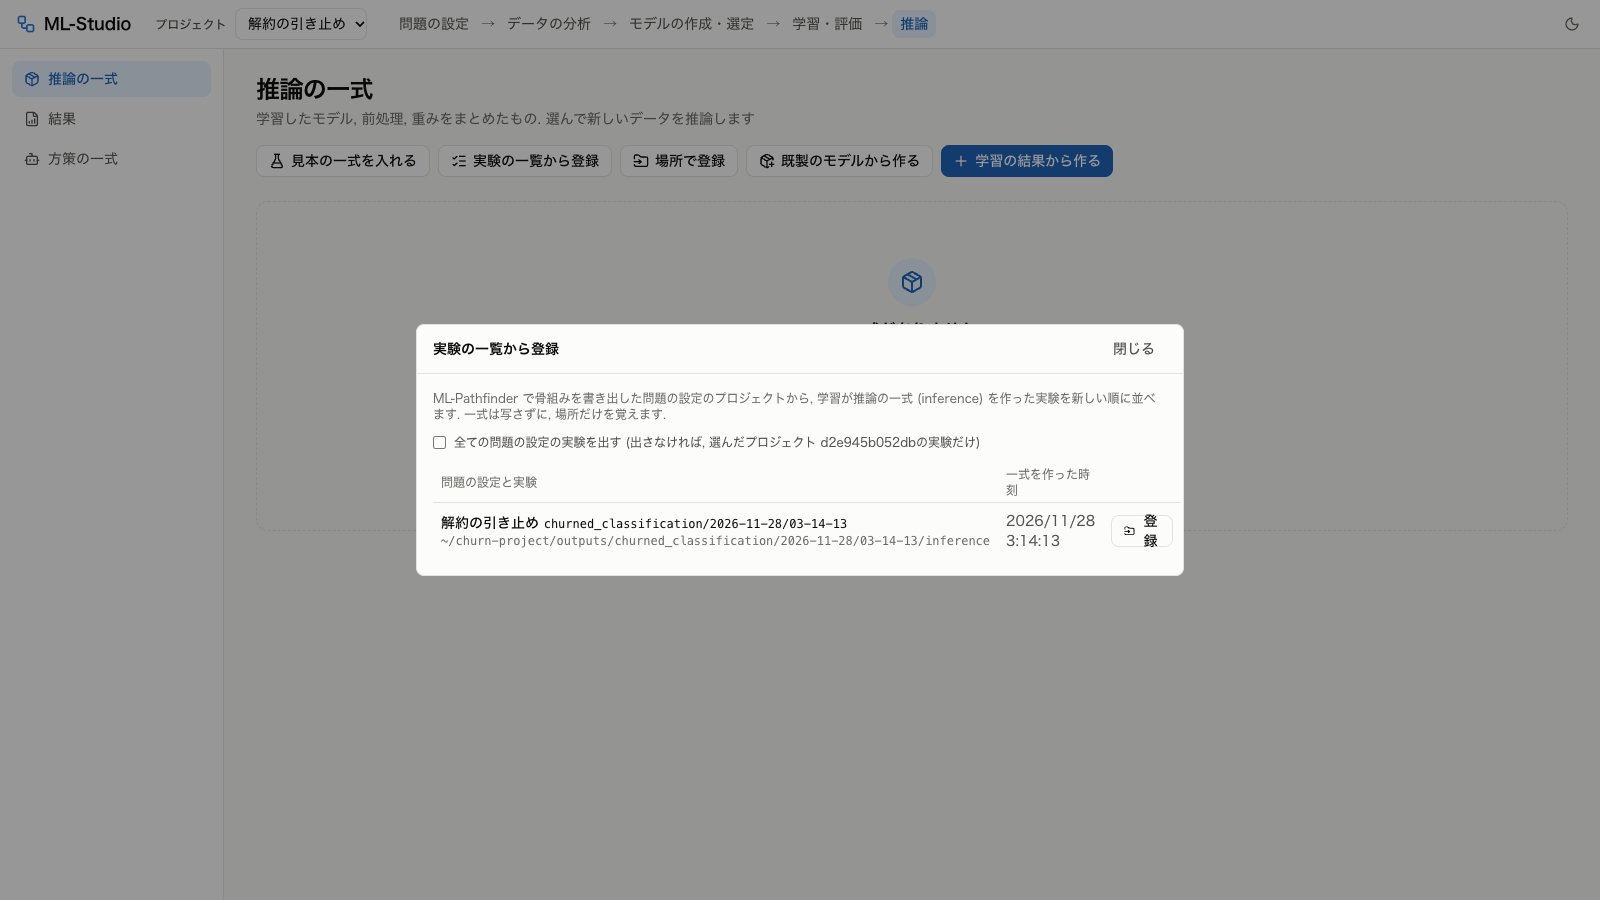 ML-Studio
プロジェクト
解約の引き止め
問題の設定 → データの分析 → モデルの作成・選定 → 学習・評価 → 推論
推論の一式
結果
方策の一式
推論の一式
学習したモデル, 前処理, 重みをまとめたもの. 選んで新しいデータを推論します
見本の一式を入れる
実験の一覧から登録
場所で登録
既製のモデルから作る
学習の結果から作る
実験の一覧から登録
閉じる
ML-Pathfinder で骨組みを書き出した問題の設定のプロジェクトから, 学習が推論の一式 (inference) を作った実験を新しい順に並べ
ます. 一式は写さずに, 場所だけを覚えます.
全ての問題の設定の実験を出す (出さなければ, 選んだプロジェクト d2e945b052dbの実験だけ)
問題の設定と実験
一式を作った時
刻
解約の引き止め churned_classification/2026-11-28/03-14-13
~/churn-project/outputs/churned_classification/2026-11-28/03-14-13/inference
2026/11/28
3:14:13
登
録